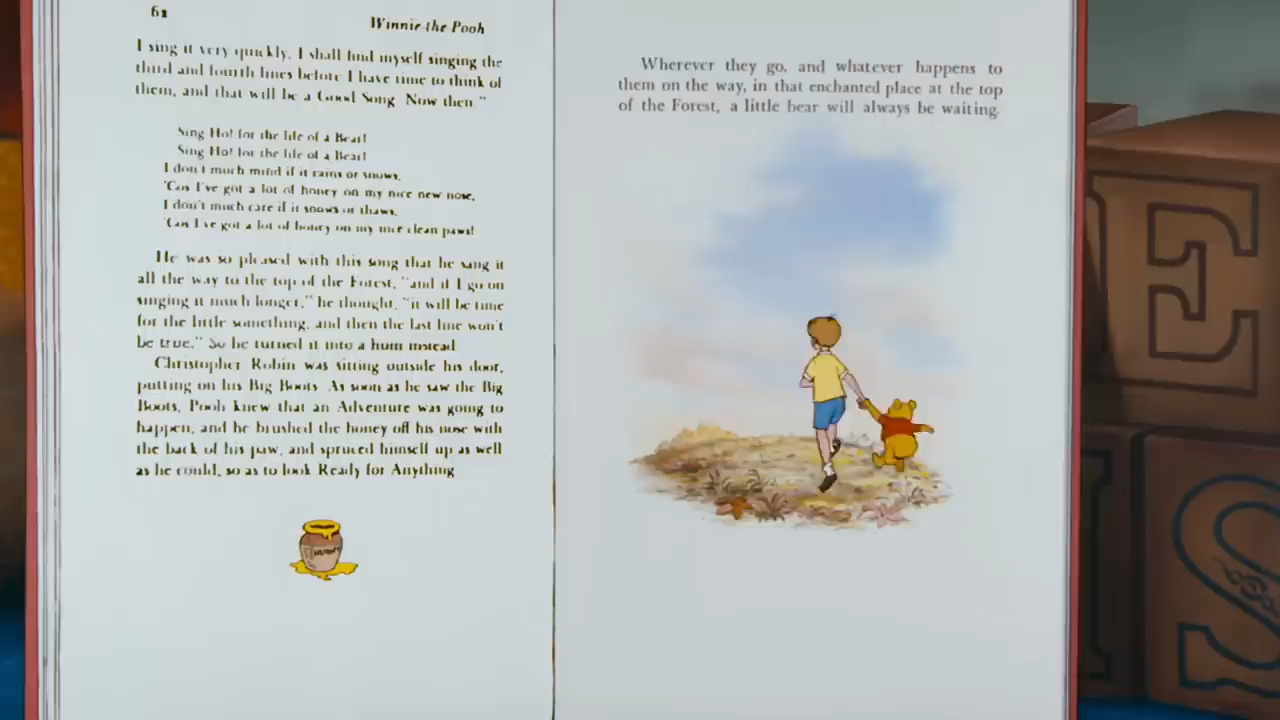 62
Winnie-the-Pooh
I sing it very quickly, I shall find myself singing the
third and fourth lines before I have time to think of
them, and that will be a Good Song. Now then."
Sing Ho! for the life of a Bear!
Sing Ho! for the life of a Bear!
I don't much mind if it rains or snows,
'Cos I've got a lot of honey on my nice new nose,
I don't much care if it snows or thaws,
'Cos I've got a lot of honey on my nice clean paws!
He was so pleased with this song that he sang it
all the way to the top of the Forest, "and if I go on
singing it much longer," he thought, "it will be time
for the little something, and then the last line won't
be true." So he turned it into a hum instead.
Christopher Robin was sitting outside his door,
putting on his Big Boots. As soon as he saw the Big
Boots, Pooh knew that an Adventure was going to
happen, and he brushed the honey off his nose with
the back of his paw, and spruced himself up as well
as he could, so as to look Ready for Anything.
Wherever they go, and whatever happens to
them on the way, in that enchanted place at the top
of the Forest, a little bear will always be waiting.
E
S